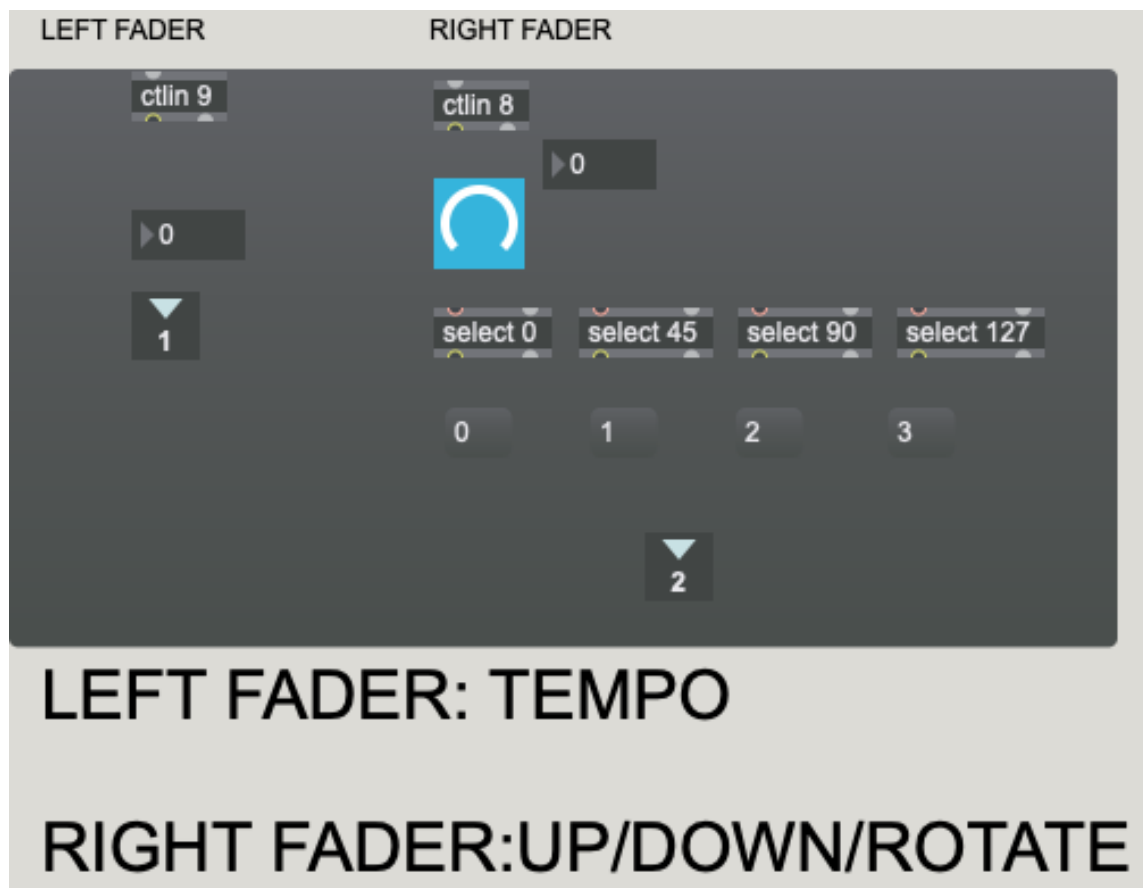 LEFT FADER RIGHT FADER
ctlin 9 ctlin 8
0
0
1
select 0 select 45 select 90 select 127
0 1 2 3
2
LEFT FADER: TEMPO
RIGHT FADER:UP/DOWN/ROTATE